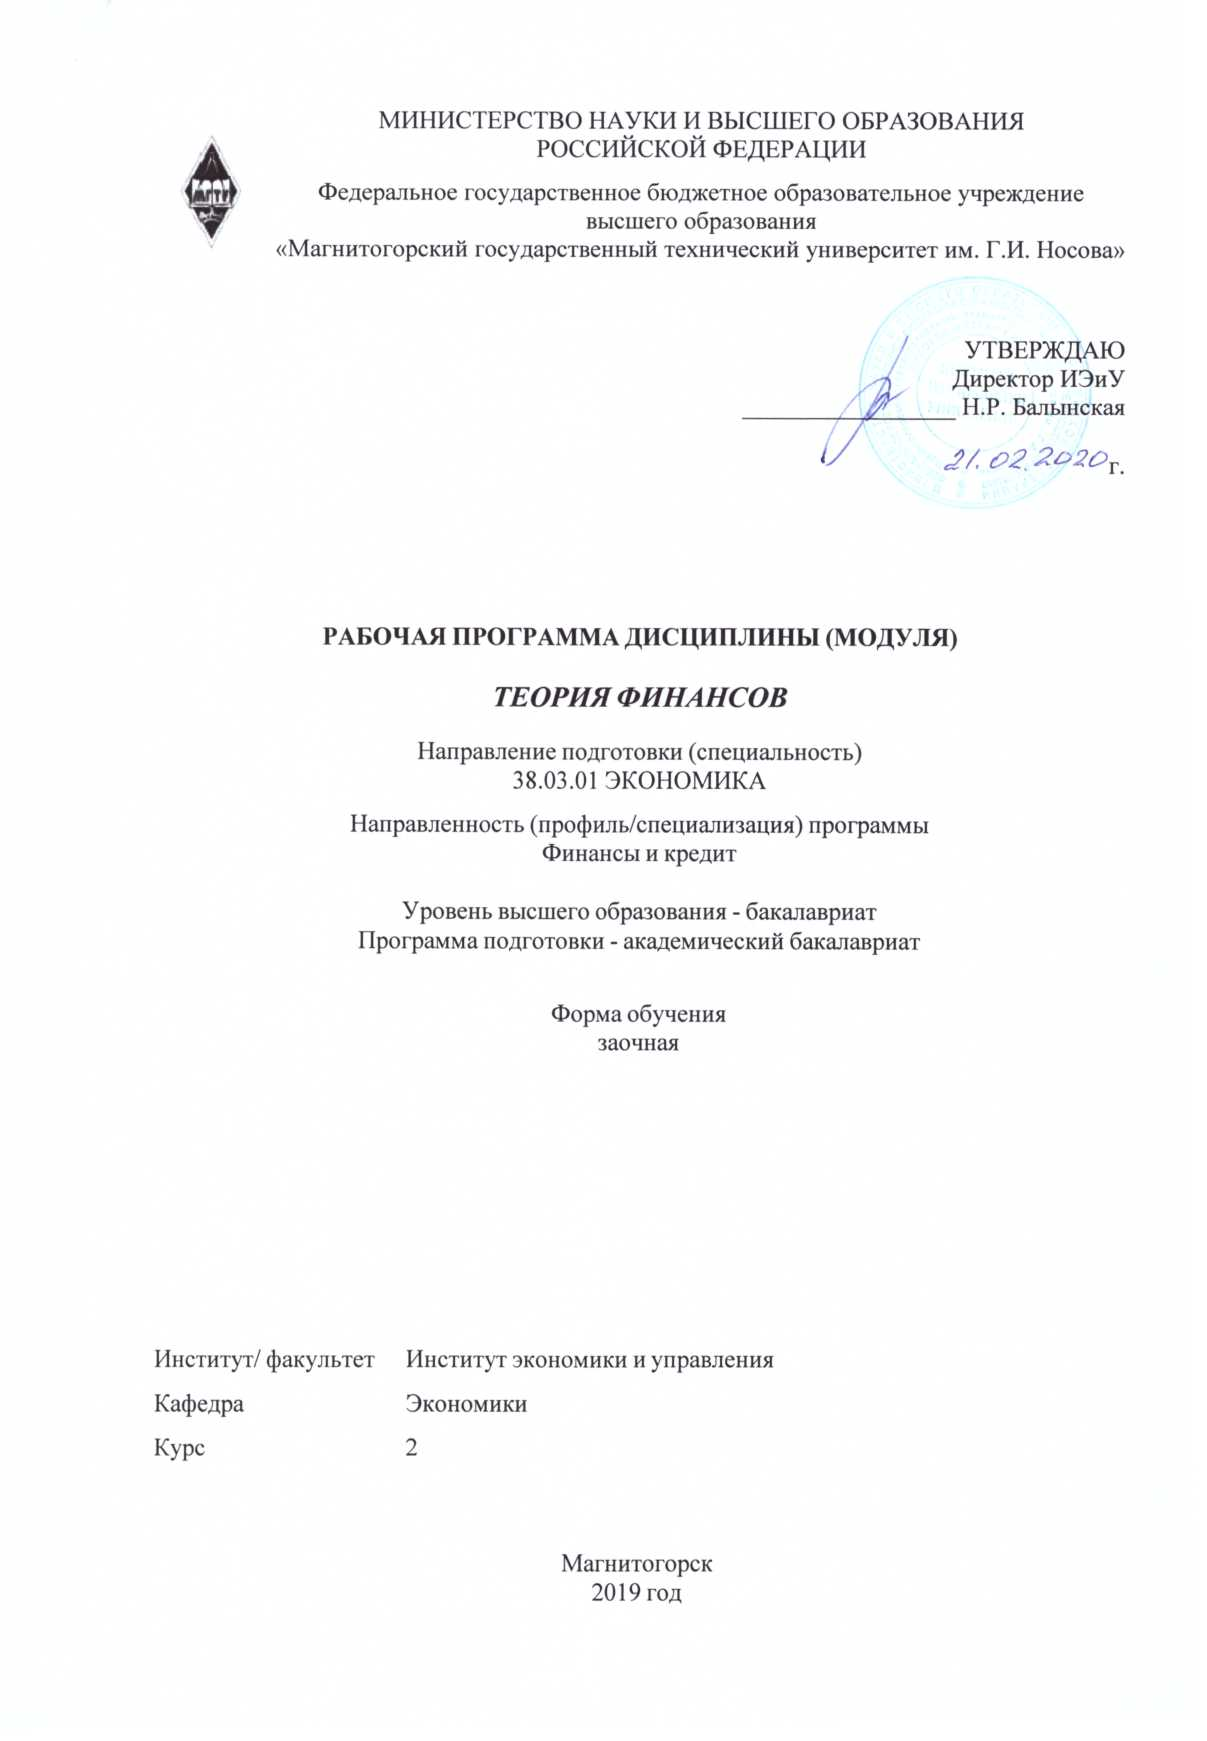 МИНИСТЕРСТВО НАУКИ И ВЫСШЕГО ОБРАЗОВАНИЯ
РОССИЙСКОЙ ФЕДЕРАЦИИ
Федеральное государственное бюджетное образовательное учреждение
высшего образования
«Магнитогорский государственный технический университет им. Г.И. Носова»
УТВЕРЖДАЮ
Директор ИЭиУ
Н.Р. Балынская
21.02.2020 г.
РАБОЧАЯ ПРОГРАММА ДИСЦИПЛИНЫ (МОДУЛЯ)
ТЕОРИЯ ФИНАНСОВ
Направление подготовки (специальность)
38.03.01 ЭКОНОМИКА
Направленность (профиль/специализация) программы
Финансы и кредит
Уровень высшего образования - бакалавриат
Программа подготовки - академический бакалавриат
Форма обучения
заочная
Институт/ факультет Институт экономики и управления
Кафедра Экономики
Курс 2
Магнитогорск
2019 год